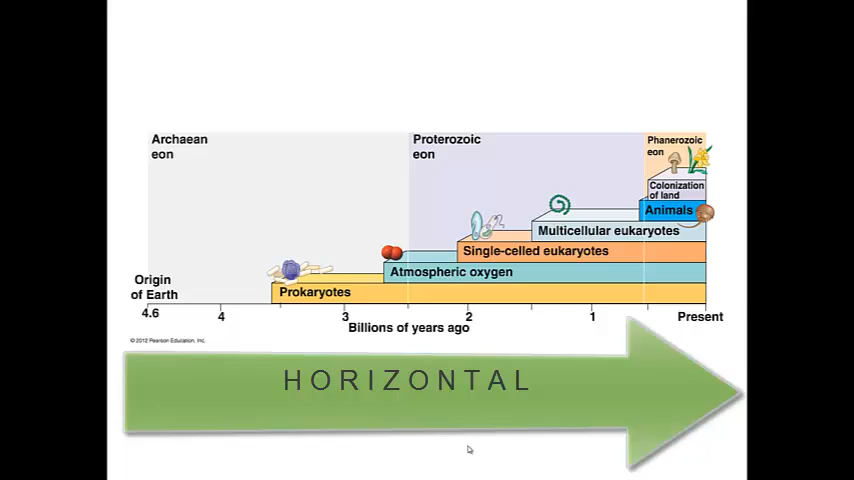 Archaean
eon
Proterozoic
eon
Phanerozoic
eon
Colonization
of land
Animals
Multicellular eukaryotes
Single-celled eukaryotes
Atmospheric oxygen
Prokaryotes
Origin
of Earth
4.6 4 3 2 1 Present
Billions of years ago
© 2012 Pearson Education, Inc.
HORIZONTAL